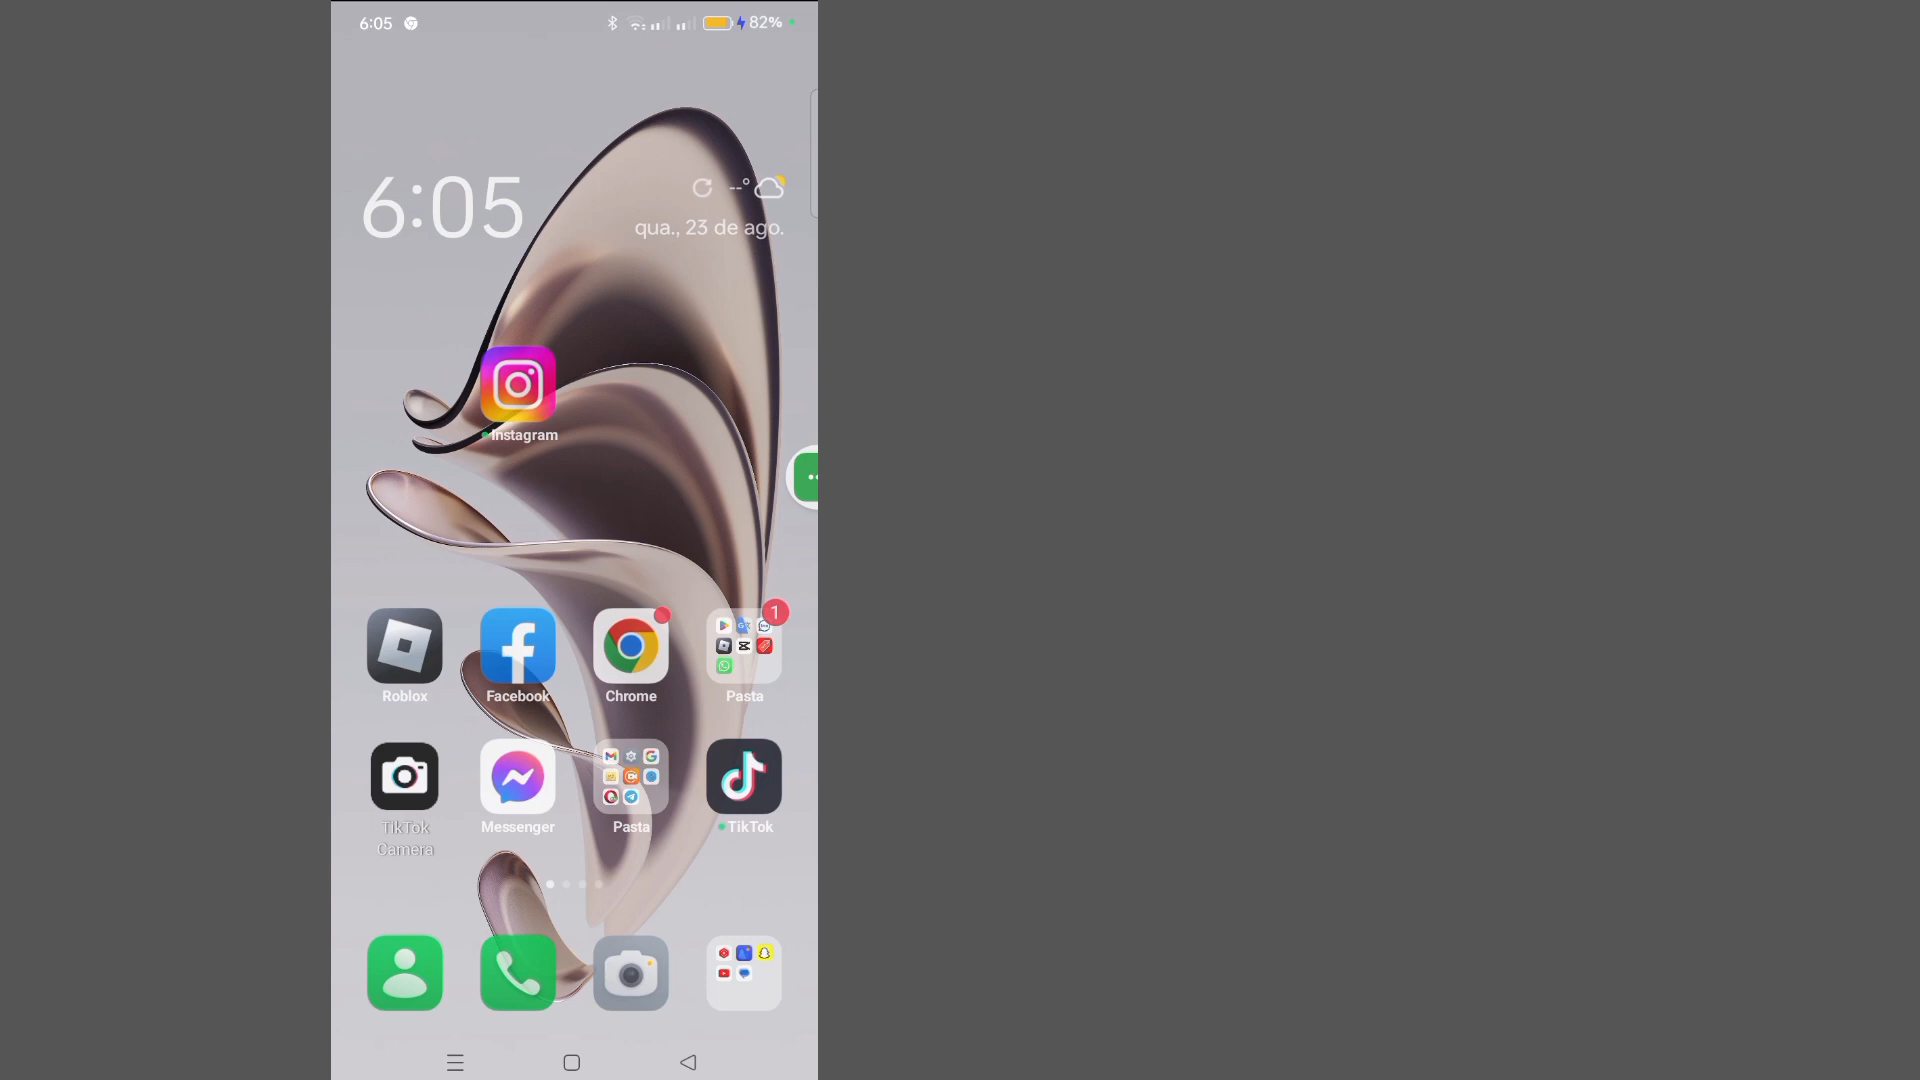 6:05
82%
6:05
--°
qua., 23 de ago.
Instagram
1
Roblox
Facebook
Chrome
Pasta
TikTok
Camera
Messenger
Pasta
TikTok